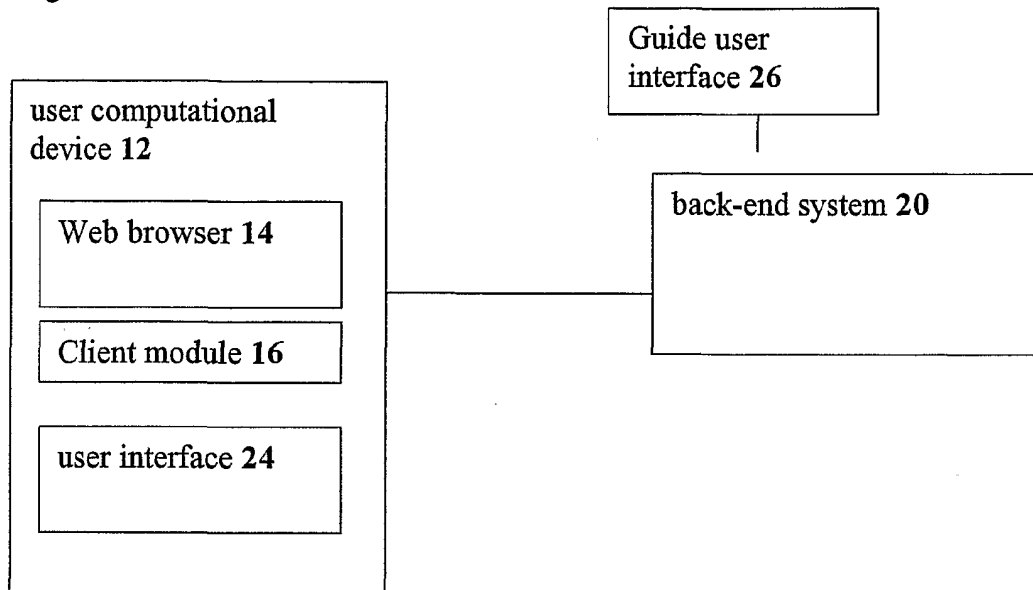 Guide user
interface 26
user computational
device 12
back-end system 20
Web browser 14
Client module 16
user interface 24